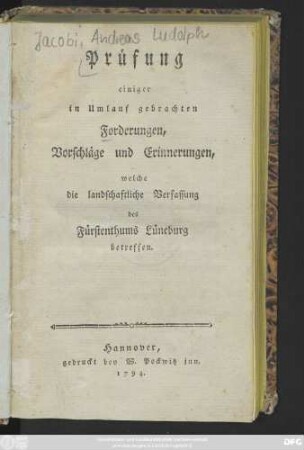 Jacobi, Andreas Ludolph
Prüfung
einiger
in Umlauf gebrachten
Forderungen,
Vorschläge und Erinnerungen,
welche
die landschaftliche Verfassung
des
Fürstenthums Lüneburg
betreffen.
Hannover,
gedruckt bey W. Pockwitz jun.
1794.
DFG